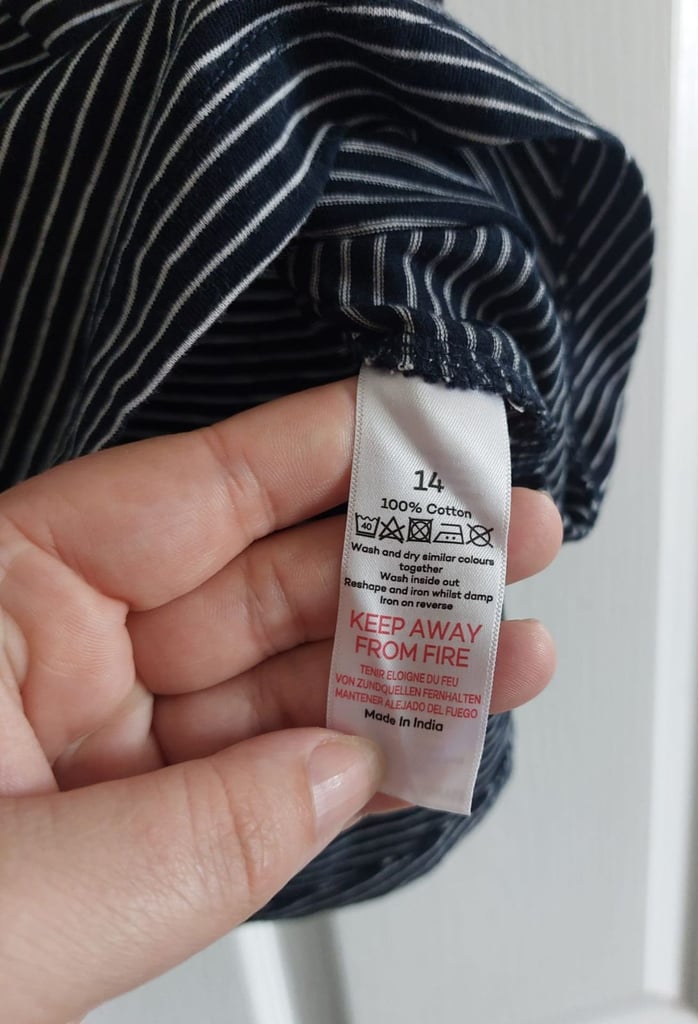 14
100% Cotton
40
Wash and dry similar colours
together
Wash inside out
Reshape and iron whilst damp
Iron on reverse
KEEP AWAY
FROM FIRE
TENIR ELOIGNE DU FEU
VON ZUNDQUELLEN FERNHALTEN
MANTENER ALEJADO DEL FUEGO
Made In India